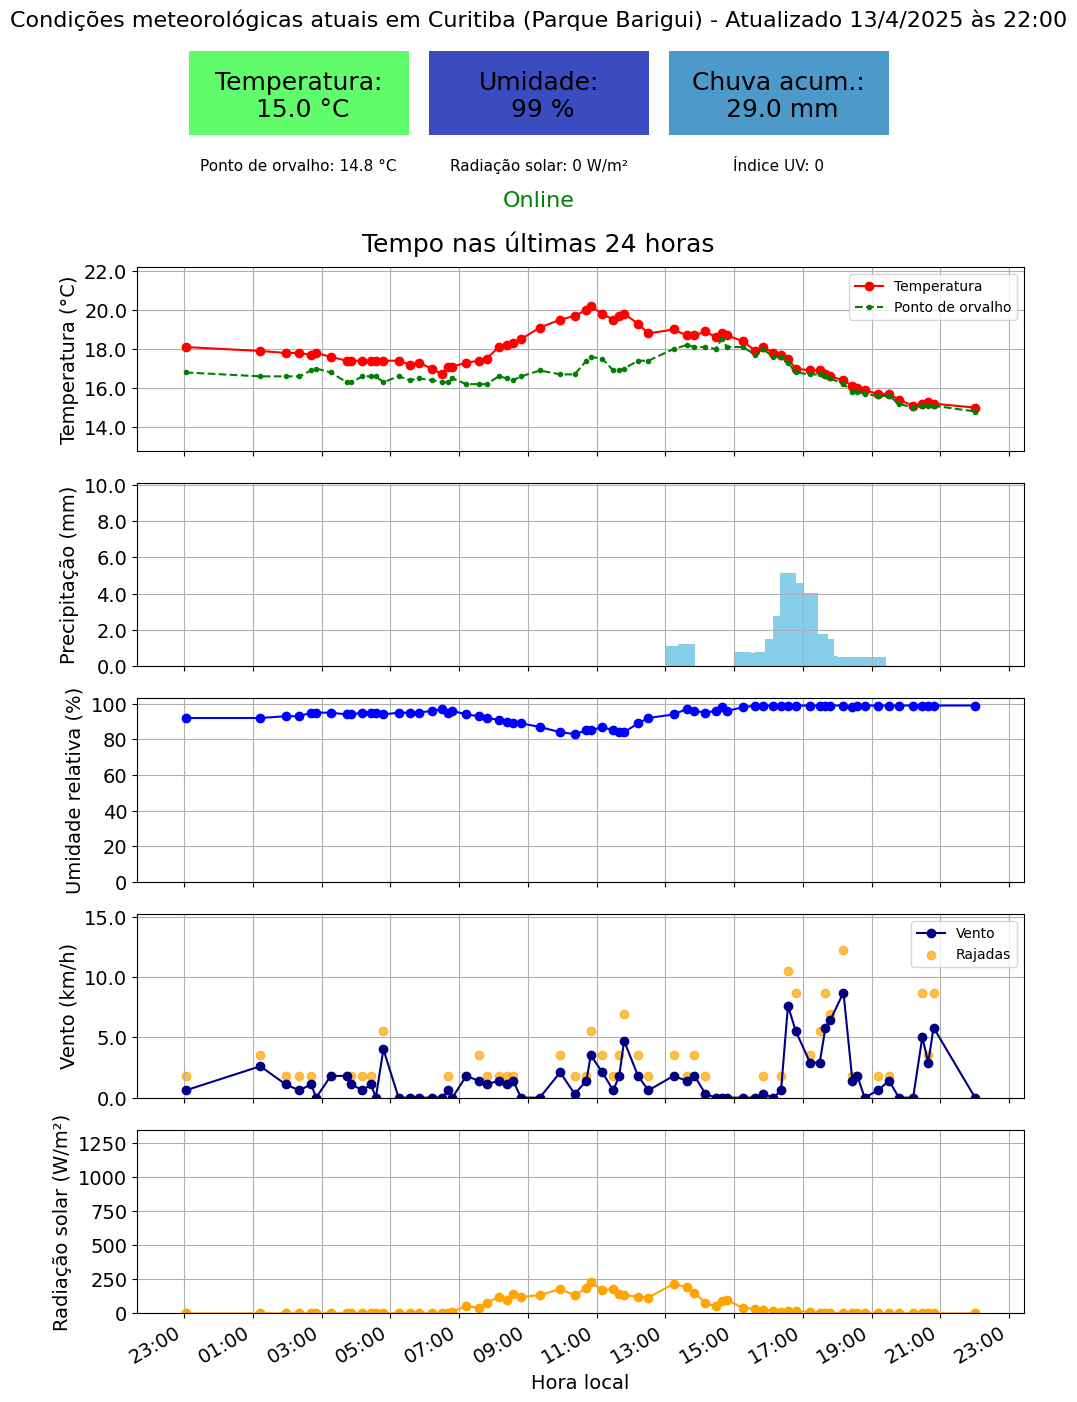 Condições meteorológicas atuais em Curitiba (Parque Barigui) - Atualizado 13/4/2025 às 22:00
Temperatura:
15.0 °C
Umidade:
99 %
Chuva acum.:
29.0 mm
Ponto de orvalho: 14.8 °C
Radiação solar: 0 W/m²
Índice UV: 0
Online
Tempo nas últimas 24 horas
Temperatura (°C)
22.0
20.0
18.0
16.0
14.0
Temperatura
Ponto de orvalho
Precipitação (mm)
10.0
8.0
6.0
4.0
2.0
0.0
Umidade relativa (%)
100
80
60
40
20
0
Vento (km/h)
15.0
10.0
5.0
0.0
Vento
Rajadas
Radiação solar (W/m²)
1250
1000
750
500
250
0
23:00
01:00
03:00
05:00
07:00
09:00
11:00
13:00
15:00
17:00
19:00
21:00
23:00
Hora local